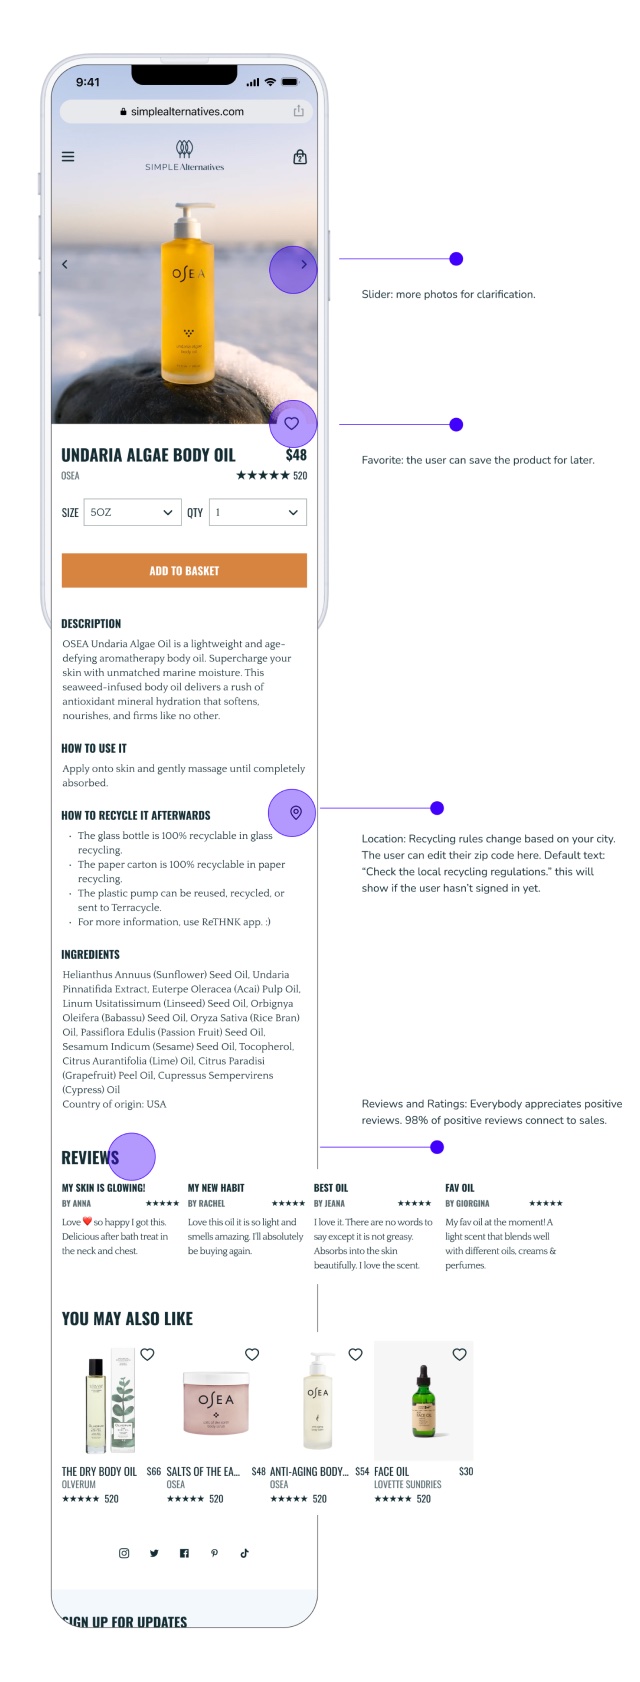 9:41
simplealternatives.com
SIMPLE Alternatives
2
OSEA
Slider: more photos for clarification.
UNDARIA ALGAE BODY OIL $48
OSEA ★★★★★ 520
Favorite: the user can save the product for later.
SIZE 5OZ QTY 1
ADD TO BASKET
DESCRIPTION
OSEA Undaria Algae Oil is a lightweight and age-
defying aromatherapy body oil. Supercharge your
skin with unmatched marine moisture. This
seaweed-infused body oil delivers a rush of
antioxidant mineral hydration that softens,
nourishes, and firms like no other.
HOW TO USE IT
Apply onto skin and gently massage until completely
absorbed.
HOW TO RECYCLE IT AFTERWARDS
· The glass bottle is 100% recyclable in glass
recycling.
· The paper carton is 100% recyclable in paper
recycling.
· The plastic pump can be reused, recycled, or
sent to Terracycle.
· For more information, use ReTHNK app. :)
Location: Recycling rules change based on your city.
The user can edit their zip code here. Default text:
“Check the local recycling regulations.” this will
show if the user hasn’t signed in yet.
INGREDIENTS
Helianthus Annuus (Sunflower) Seed Oil, Undaria
Pinnatifida Extract, Euterpe Oleracea (Acai) Pulp Oil,
Linum Usitatissimum (Linseed) Seed Oil, Orbignya
Oleifera (Babassu) Seed Oil, Oryza Sativa (Rice Bran)
Oil, Passiflora Edulis (Passion Fruit) Seed Oil,
Sesamum Indicum (Sesame) Seed Oil, Tocopherol,
Citrus Aurantifolia (Lime) Oil, Citrus Paradisi
(Grapefruit) Peel Oil, Cupressus Sempervirens
(Cypress) Oil
Country of origin: USA
Reviews and Ratings: Everybody appreciates positive
reviews. 98% of positive reviews connect to sales.
REVIEWS
MY SKIN IS GLOWING!
BY ANNA ★★★★★
Love ❤️ so happy I got this.
Delicious after bath treat in
the neck and chest.
MY NEW HABIT
BY RACHEL ★★★★★
Love this oil it is so light and
smells amazing. I'll absolutely
be buying again.
BEST OIL
BY JEANA ★★★★★
I love it. There are no words to
say except it is not greasy.
Absorbs into the skin
beautifully. I love the scent.
FAV OIL
BY GIORGINA ★★★★★
My fav oil at the moment! A
light scent that blends well
with different oils, creams &
perfumes.
YOU MAY ALSO LIKE
OSEA
OSEA
THE DRY BODY OIL $66
OLVERUM
★★★★★ 520
SALTS OF THE EA... $48
OSEA
★★★★★ 520
ANTI-AGING BODY... $54
OSEA
★★★★★ 520
FACE OIL $30
LOVETTE SUNDRIES
★★★★★ 520
SIGN UP FOR UPDATES